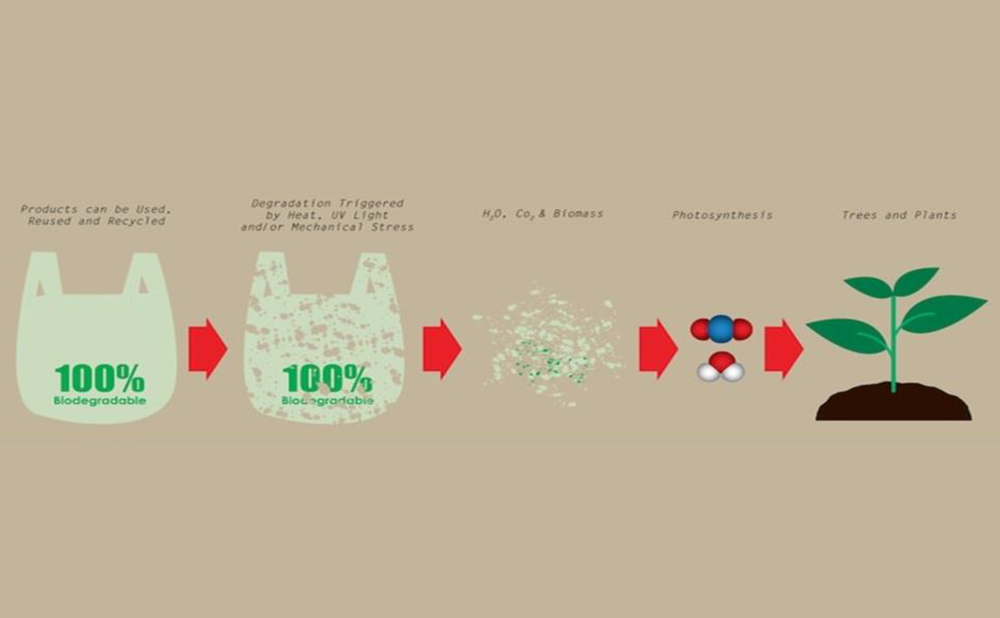 Products can be Used,
Reused and Recycled
Degradation Triggered
by Heat, UV Light
and/or Mechanical Stress
H₂O, Co₂ & Biomass
Photosynthesis
Trees and Plants
100%
Biodegradable
100%
Biodegradable